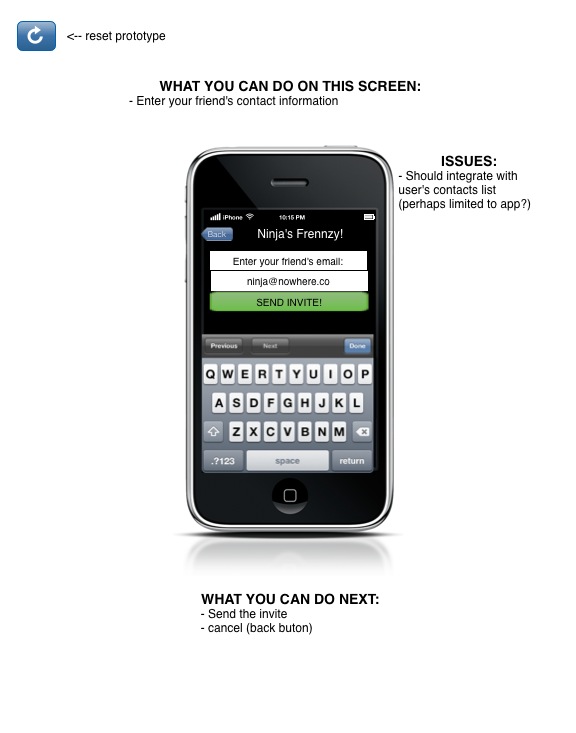 <-- reset prototype
WHAT YOU CAN DO ON THIS SCREEN:
- Enter your friend's contact information
ISSUES:
- Should integrate with
user's contacts list
(perhaps limited to app?)
iPhone 10:15 PM
Back Ninja's Frennzy!
Enter your friend's email:
ninja@nowhere.co
SEND INVITE!
Previous Next Done
Q W E R T Y U I O P
A S D F G H J K L
Z X C V B N M
.?123 space return
WHAT YOU CAN DO NEXT:
- Send the invite
- cancel (back buton)